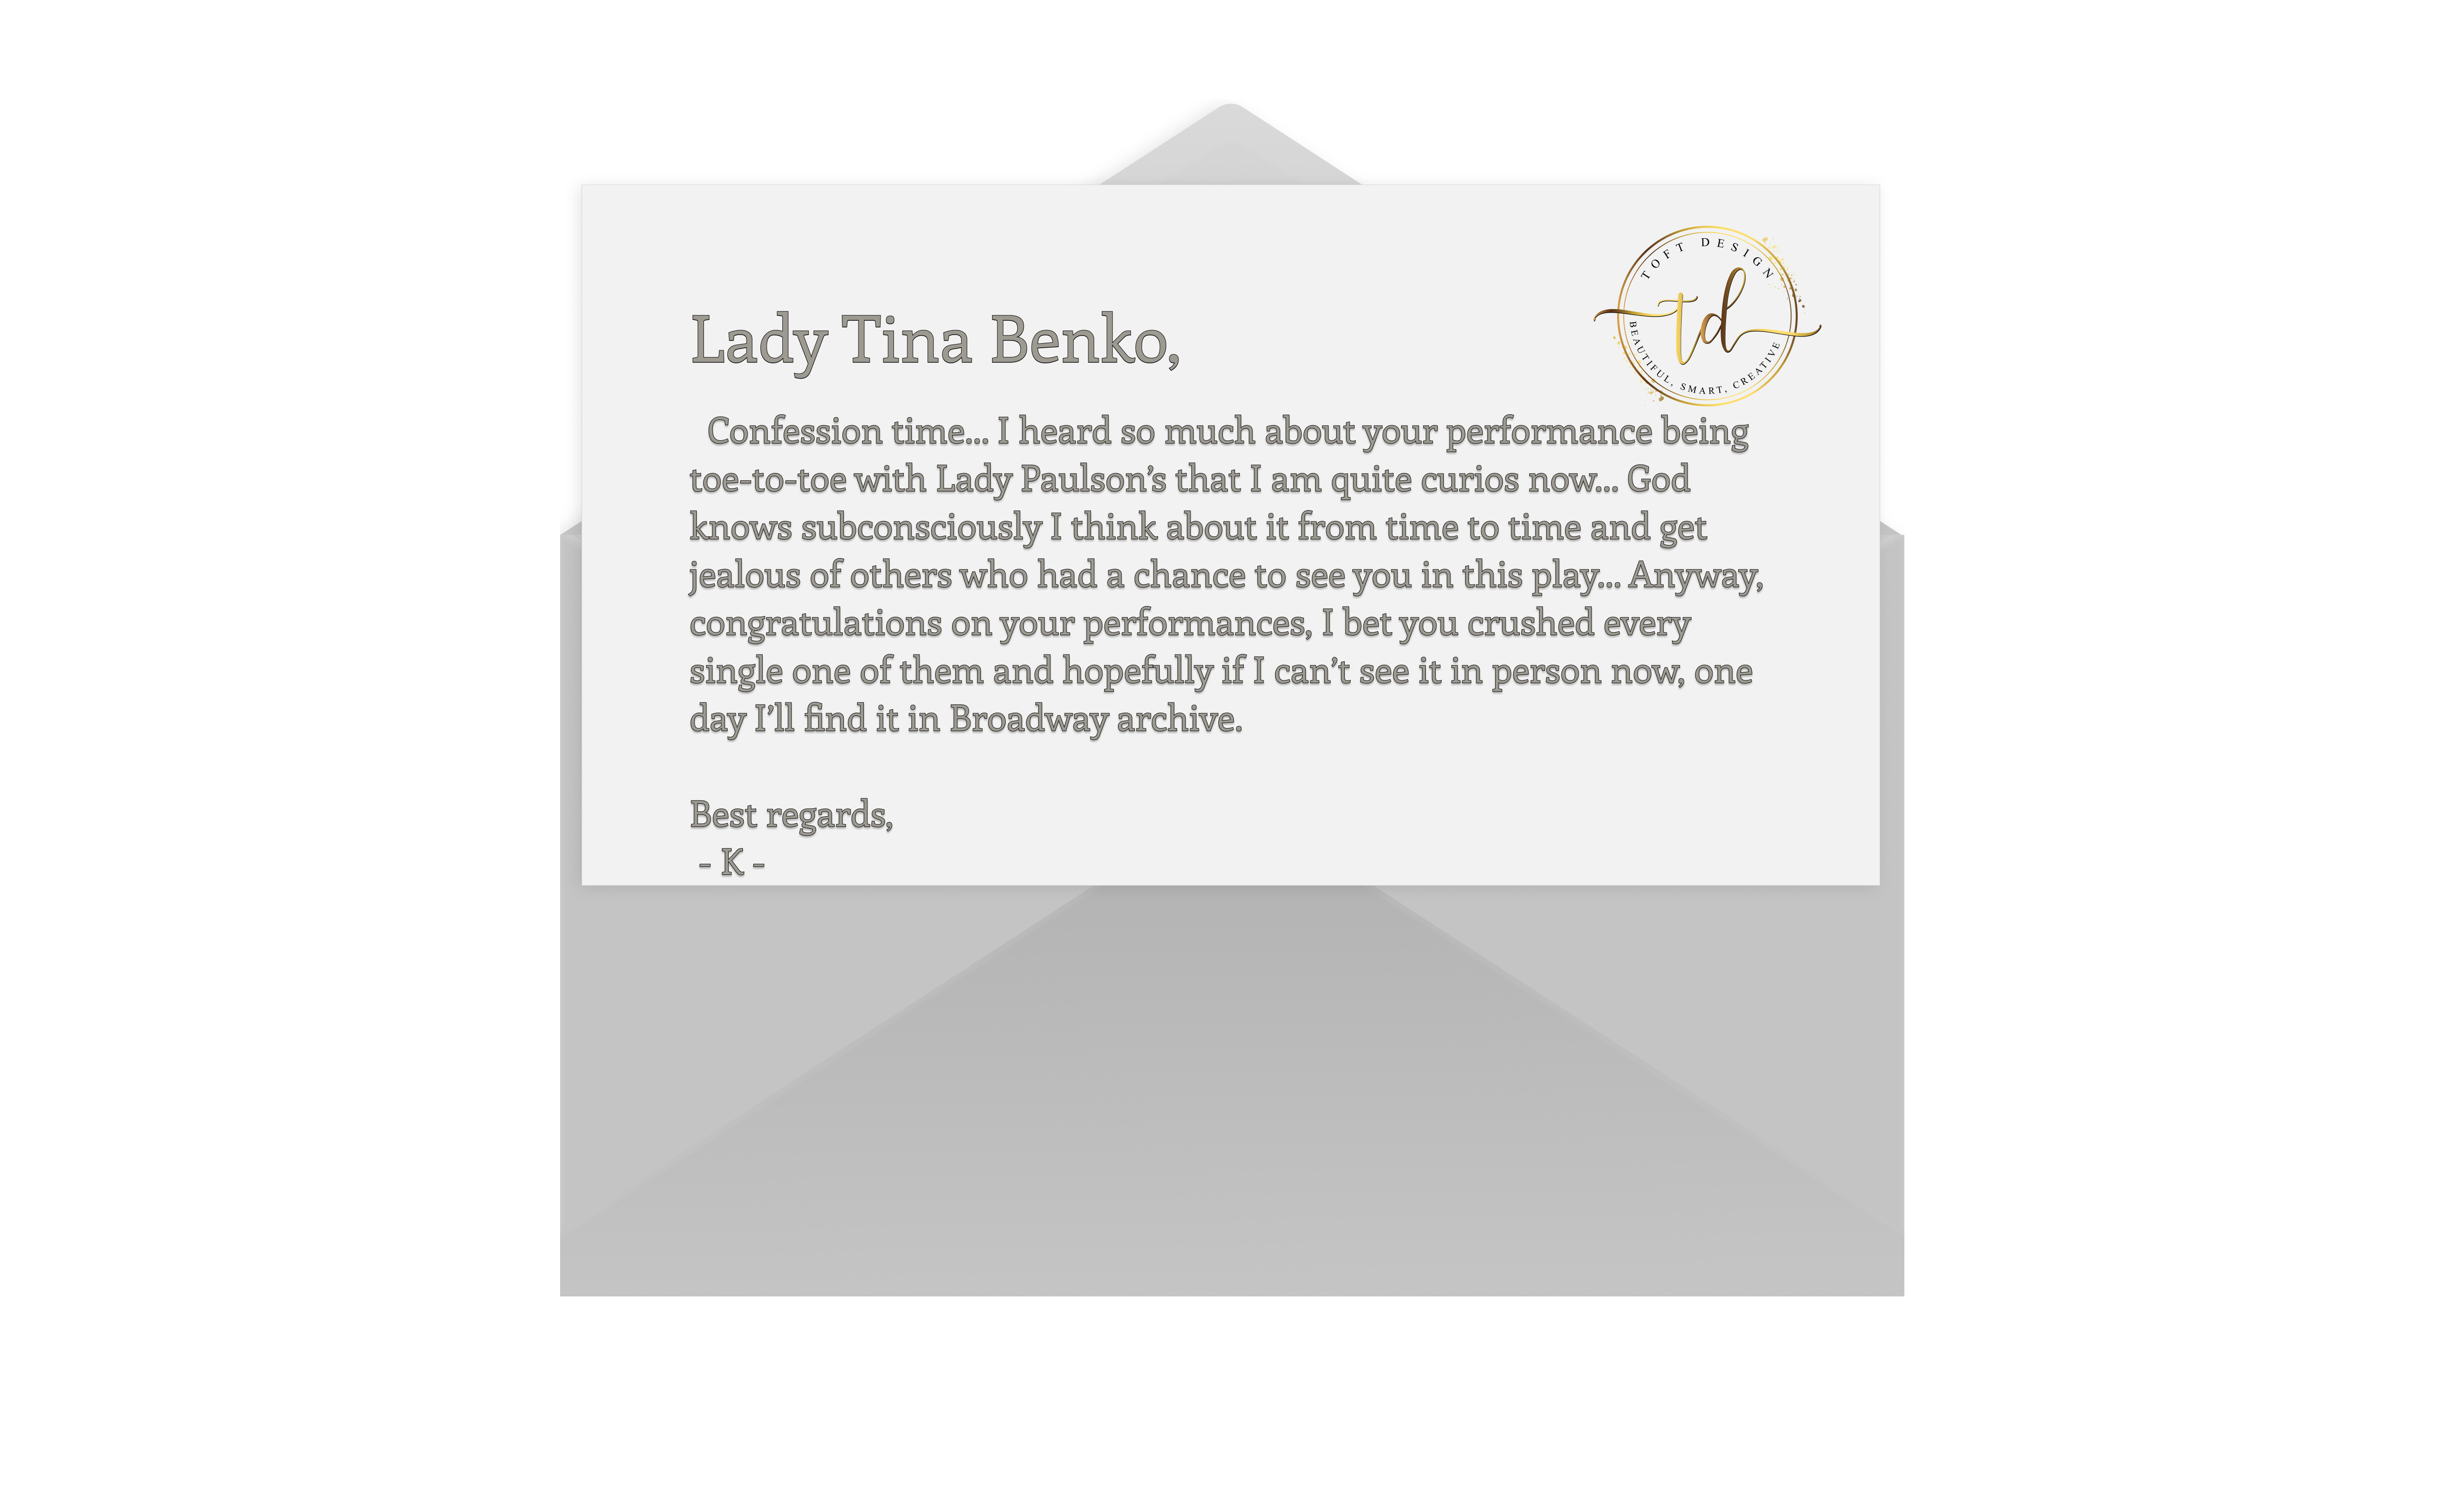 TOFT DESIGN
td
BEAUTIFUL, SMART, CREATIVE
Lady Tina Benko,
Confession time... I heard so much about your performance being
toe-to-toe with Lady Paulson’s that I am quite curios now... God
knows subconsciously I think about it from time to time and get
jealous of others who had a chance to see you in this play... Anyway,
congratulations on your performances, I bet you crushed every
single one of them and hopefully if I can’t see it in person now, one
day I’ll find it in Broadway archive.
Best regards,
- K -